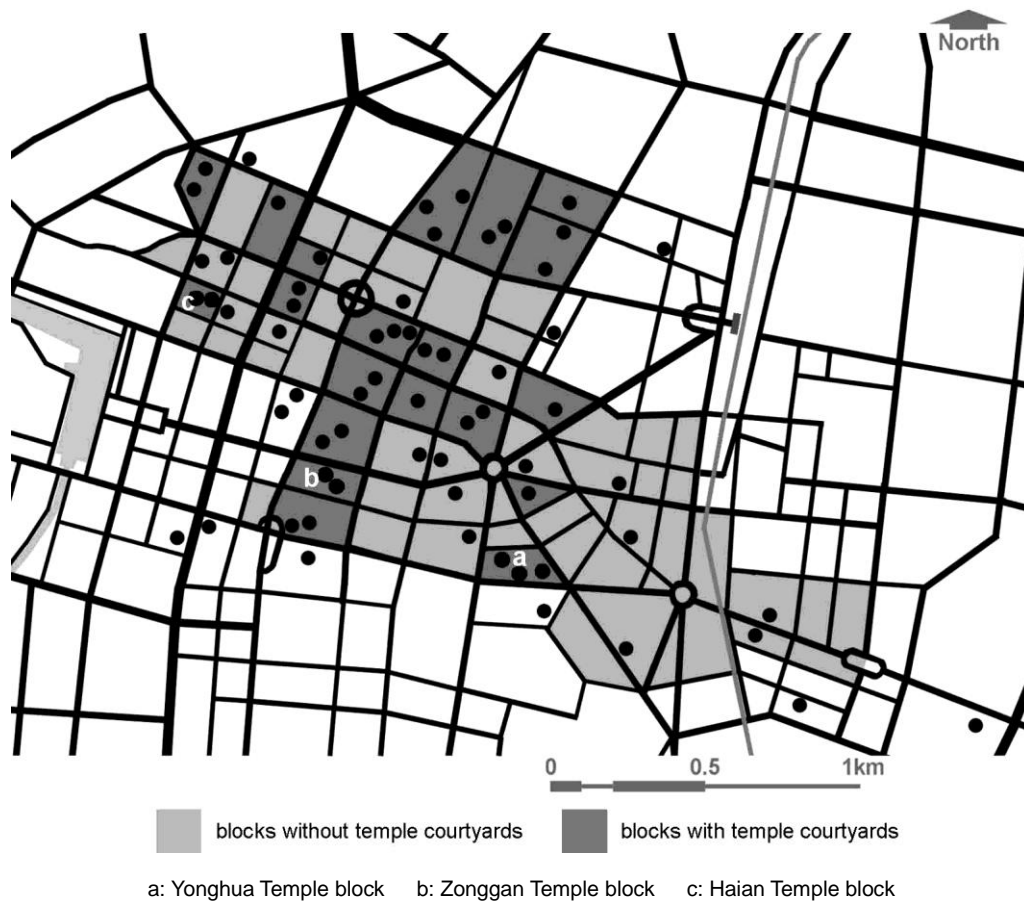 North
c
b
a
0 0.5 1km
blocks without temple courtyards blocks with temple courtyards
a: Yonghua Temple block b: Zonggan Temple block c: Haian Temple block